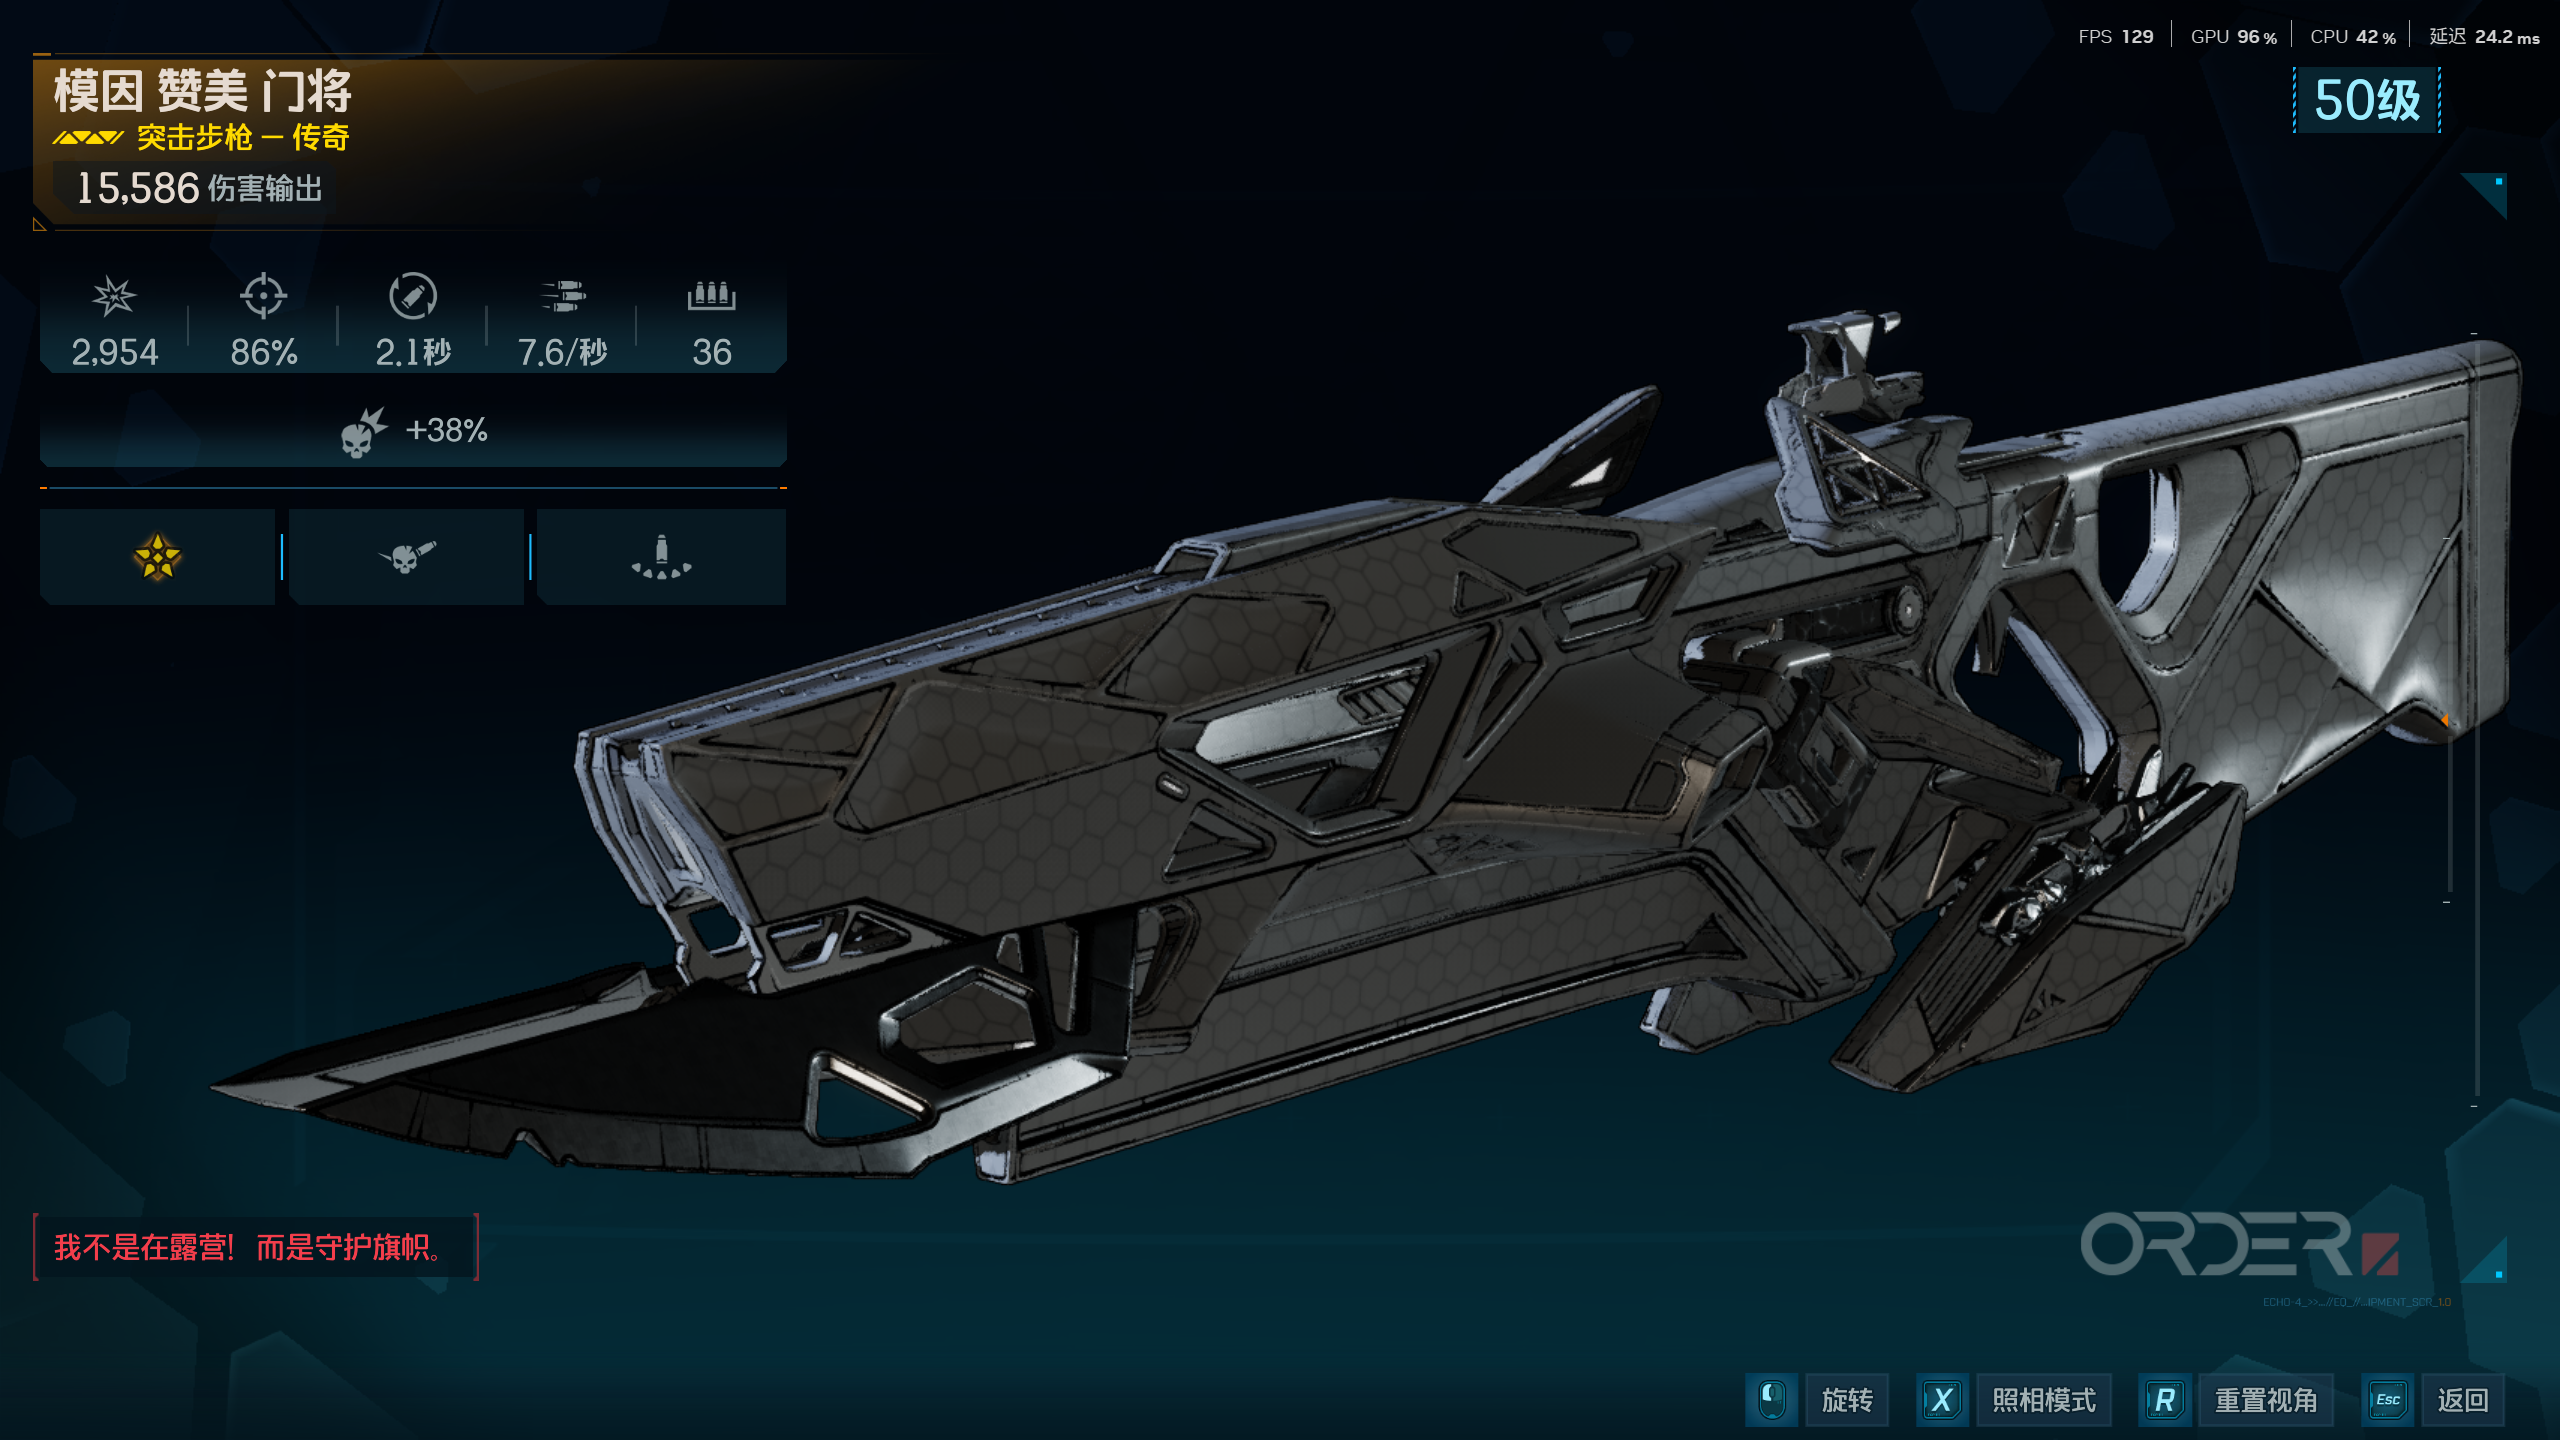 FPS 129 GPU 96 % CPU 42 % 延迟 24.2 ms
模因 赞美 门将
50级
突击步枪 — 传奇
15,586 伤害输出
2,954 86% 2.1秒 7.6/秒 36
+38%
我不是在露营！而是守护旗帜。
ORDER
旋转 X 照相模式 R 重置视角 Esc 返回